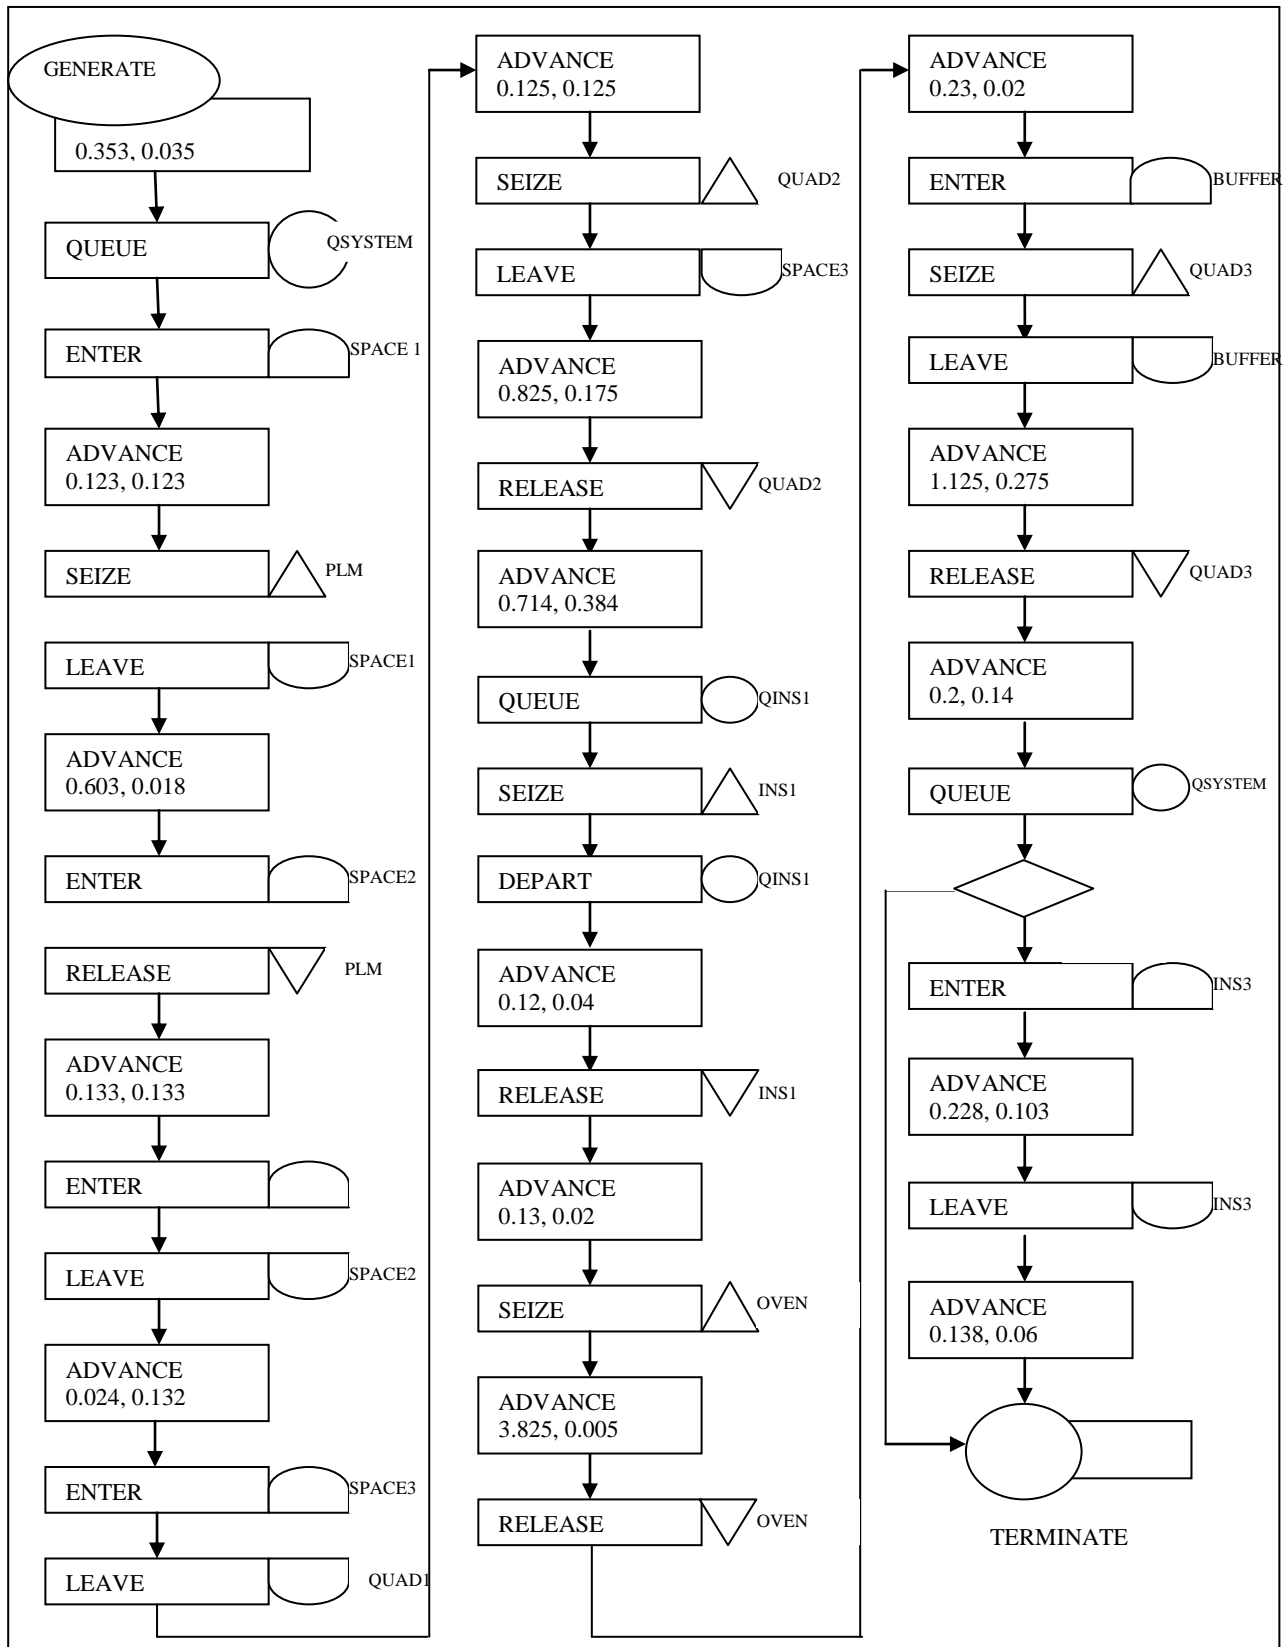 GENERATE
0.353, 0.035
QUEUE
QSYSTEM
ENTER
SPACE 1
ADVANCE
0.123, 0.123
SEIZE
PLM
LEAVE
SPACE1
ADVANCE
0.603, 0.018
ENTER
SPACE2
RELEASE
PLM
ADVANCE
0.133, 0.133
ENTER
LEAVE
SPACE2
ADVANCE
0.024, 0.132
ENTER
SPACE3
LEAVE
QUAD1
ADVANCE
0.125, 0.125
SEIZE
QUAD2
LEAVE
SPACE3
ADVANCE
0.825, 0.175
RELEASE
QUAD2
ADVANCE
0.714, 0.384
QUEUE
QINS1
SEIZE
INS1
DEPART
QINS1
ADVANCE
0.12, 0.04
RELEASE
INS1
ADVANCE
0.13, 0.02
SEIZE
OVEN
ADVANCE
3.825, 0.005
RELEASE
OVEN
ADVANCE
0.23, 0.02
ENTER
BUFFER
SEIZE
QUAD3
LEAVE
BUFFER
ADVANCE
1.125, 0.275
RELEASE
QUAD3
ADVANCE
0.2, 0.14
QUEUE
QSYSTEM
ENTER
INS3
ADVANCE
0.228, 0.103
LEAVE
INS3
ADVANCE
0.138, 0.06
TERMINATE